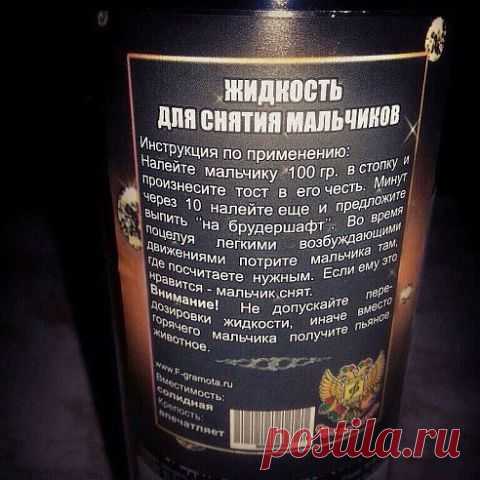 ЖИДКОСТЬ
ДЛЯ СНЯТИЯ МАЛЬЧИКОВ
Инструкция по применению:
Налейте мальчику 100 гр. в стопку и
произнесите тост в его честь. Минут
через 10 налейте еще и предложите
выпить "на брудершафт". Во время
поцелуя легкими возбуждающими
движениями потрите мальчика там,
где посчитаете нужным. Если ему это
нравится - мальчик снят.
Внимание! Не допускайте пере-
дозировки жидкости, иначе вместо
горячего мальчика получите пьяное
животное.
www.F-gramota.ru
Вместимость:
солидная
Крепость:
впечатляет
postila.ru